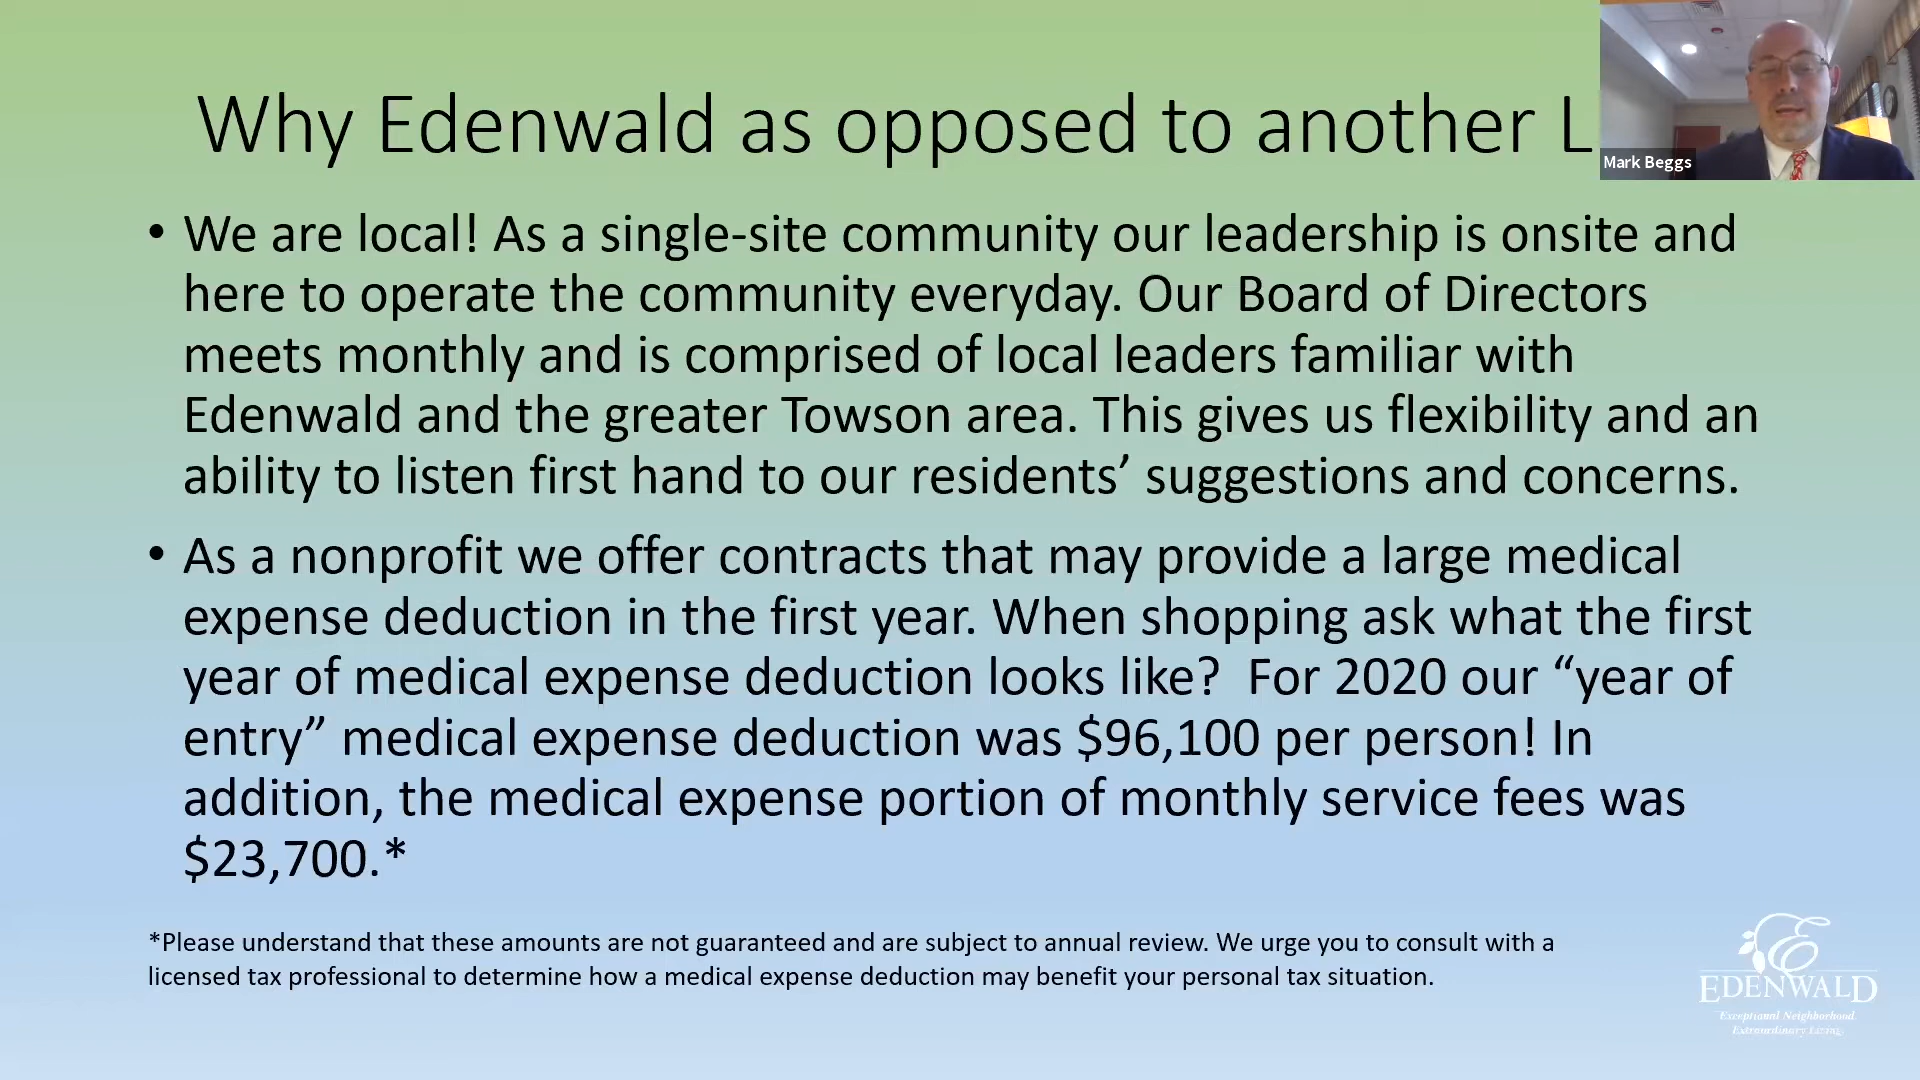 Why Edenwald as opposed to another L
Mark Beggs
• We are local! As a single-site community our leadership is onsite and
here to operate the community everyday. Our Board of Directors
meets monthly and is comprised of local leaders familiar with
Edenwald and the greater Towson area. This gives us flexibility and an
ability to listen first hand to our residents’ suggestions and concerns.
• As a nonprofit we offer contracts that may provide a large medical
expense deduction in the first year. When shopping ask what the first
year of medical expense deduction looks like?  For 2020 our “year of
entry” medical expense deduction was $96,100 per person! In
addition, the medical expense portion of monthly service fees was
$23,700.*
*Please understand that these amounts are not guaranteed and are subject to annual review. We urge you to consult with a
licensed tax professional to determine how a medical expense deduction may benefit your personal tax situation.
E
EDENWALD
Exceptional Neighborhood.
Extraordinary Living.